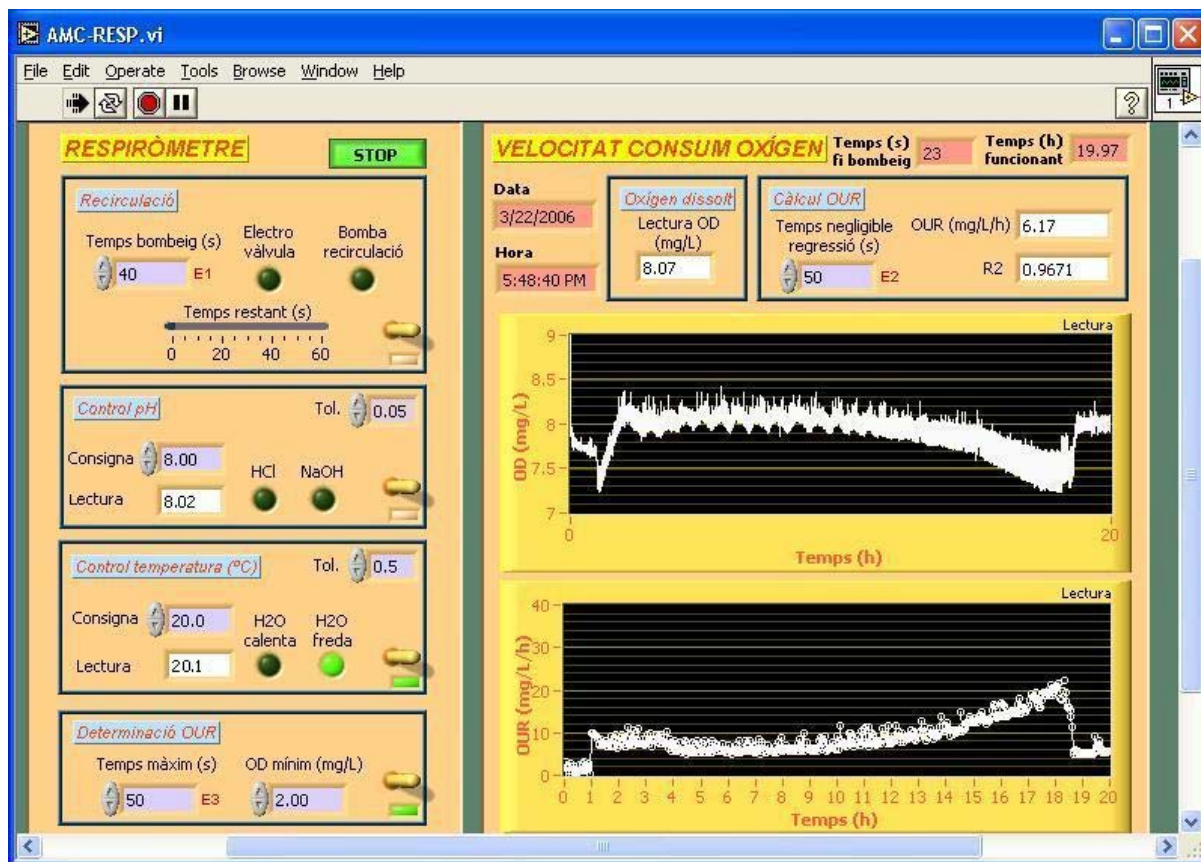 AMC-RESP.vi
File Edit Operate Tools Browse Window Help
1
RESPIRÒMETRE
STOP
Recirculació
Temps bombeig (s)
40
E1
Electro
vàlvula
Bomba
recirculació
Temps restant (s)
0 20 40 60
Control pH
Tol. 0.05
Consigna 8.00
HCl NaOH
Lectura 8.02
Control temperatura (ºC)
Tol. 0.5
Consigna 20.0
H2O
calenta
H2O
freda
Lectura 20.1
Determinació OUR
Temps màxim (s)
50
E3
OD mínim (mg/L)
2.00
VELOCITAT CONSUM OXÍGEN
Temps (s)
fi bombeig
23
Temps (h)
funcionant
19.97
Data
3/22/2006
Hora
5:48:40 PM
Oxígen dissolt
Lectura OD
(mg/L)
8.07
Càlcul OUR
Temps negligible
regressió (s)
50
E2
OUR (mg/L/h) 6.17
R2 0.9671
Lectura
OD (mg/L)
9
8.5
8
7.5
7
0 20
Temps (h)
Lectura
OUR (mg/L/h)
40
30
20
10
0
0 1 2 3 4 5 6 7 8 9 10 11 12 13 14 15 16 17 18 19 20
Temps (h)